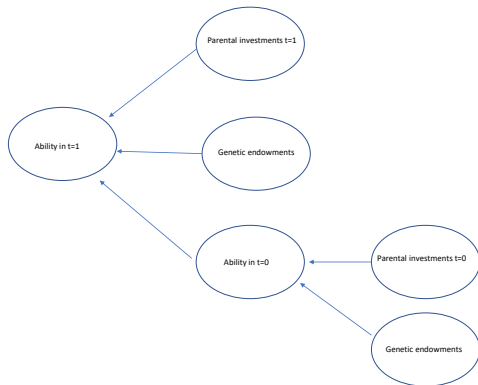 Parental investments t=1
Ability in t=1
Genetic endowments
Ability in t=0
Parental investments t=0
Genetic endowments